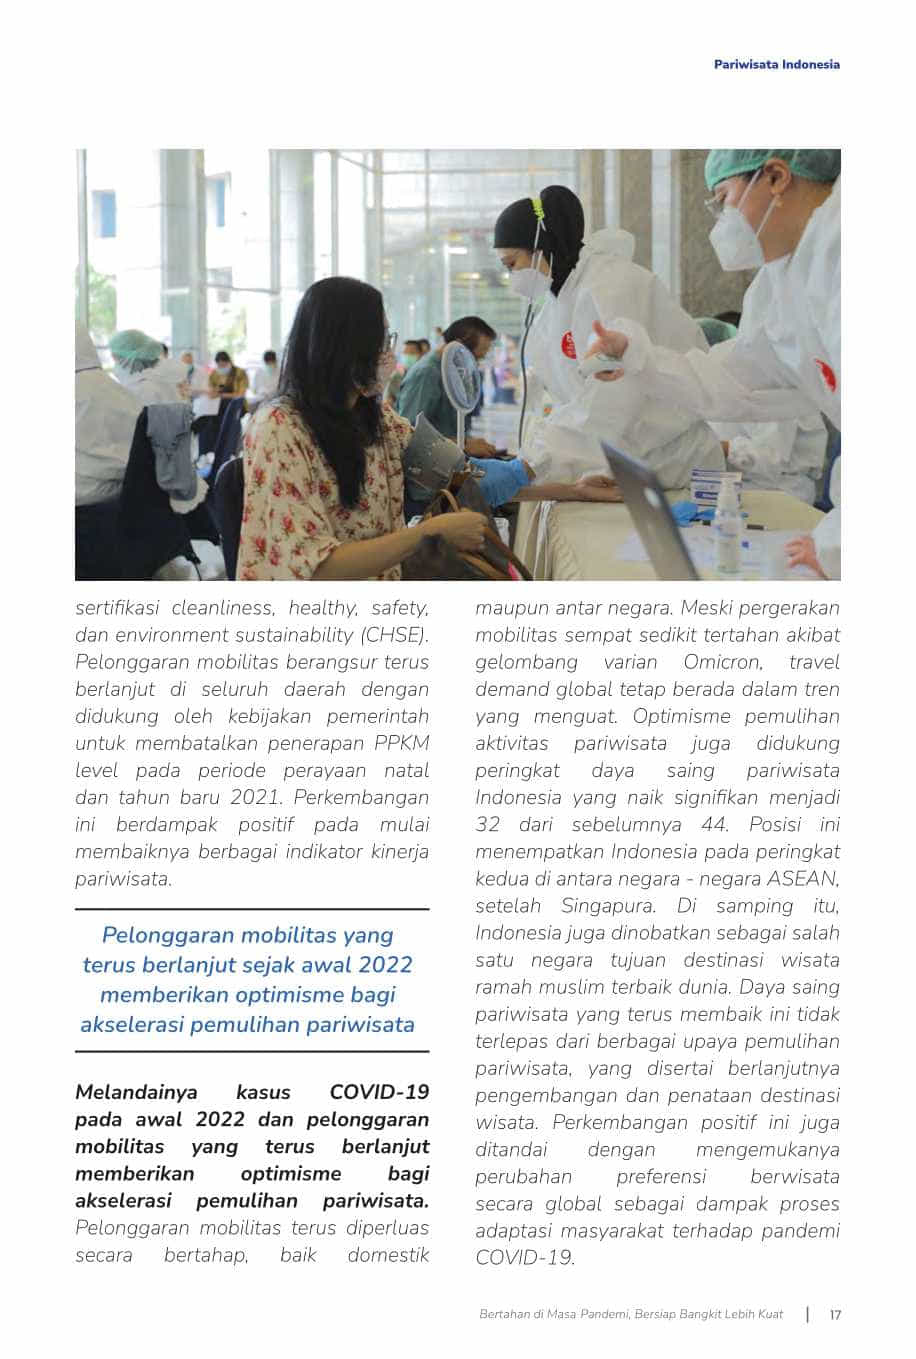 Pariwisata Indonesia
sertifikasi cleanliness, healthy, safety,
dan environment sustainability (CHSE).
Pelonggaran mobilitas berangsur terus
berlanjut di seluruh daerah dengan
didukung oleh kebijakan pemerintah
untuk membatalkan penerapan PPKM
level pada periode perayaan natal
dan tahun baru 2021. Perkembangan
ini berdampak positif pada mulai
membaiknya berbagai indikator kinerja
pariwisata.
Pelonggaran mobilitas yang
terus berlanjut sejak awal 2022
memberikan optimisme bagi
akselerasi pemulihan pariwisata
Melandainya kasus COVID-19
pada awal 2022 dan pelonggaran
mobilitas yang terus berlanjut
memberikan optimisme bagi
akselerasi pemulihan pariwisata.
Pelonggaran mobilitas terus diperluas
secara bertahap, baik domestik
maupun antar negara. Meski pergerakan
mobilitas sempat sedikit tertahan akibat
gelombang varian Omicron, travel
demand global tetap berada dalam tren
yang menguat. Optimisme pemulihan
aktivitas pariwisata juga didukung
peringkat daya saing pariwisata
Indonesia yang naik signifikan menjadi
32 dari sebelumnya 44. Posisi ini
menempatkan Indonesia pada peringkat
kedua di antara negara - negara ASEAN,
setelah Singapura. Di samping itu,
Indonesia juga dinobatkan sebagai salah
satu negara tujuan destinasi wisata
ramah muslim terbaik dunia. Daya saing
pariwisata yang terus membaik ini tidak
terlepas dari berbagai upaya pemulihan
pariwisata, yang disertai berlanjutnya
pengembangan dan penataan destinasi
wisata. Perkembangan positif ini juga
ditandai dengan mengemukanya
perubahan preferensi berwisata
secara global sebagai dampak proses
adaptasi masyarakat terhadap pandemi
COVID-19.
Bertahan di Masa Pandemi, Bersiap Bangkit Lebih Kuat | 17